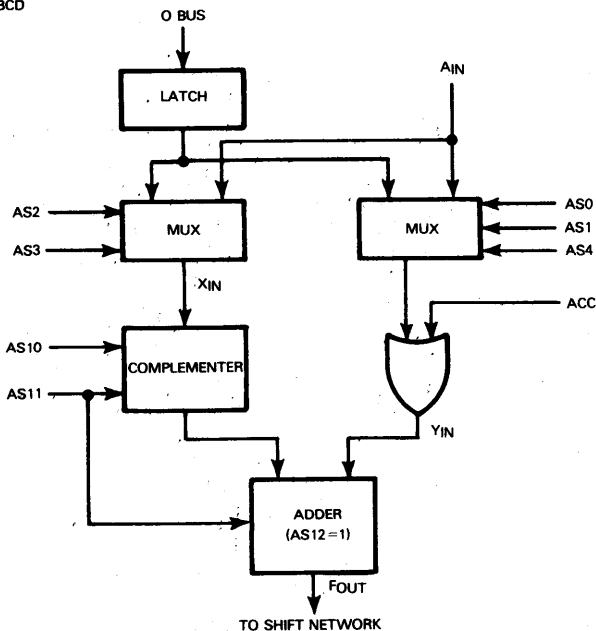 BCD
O BUS
AIN
LATCH
AS2
AS3
MUX
MUX
AS0
AS1
AS4
XIN
ACC
AS10
AS11
COMPLEMENTER
YIN
ADDER
(AS12=1)
FOUT
TO SHIFT NETWORK